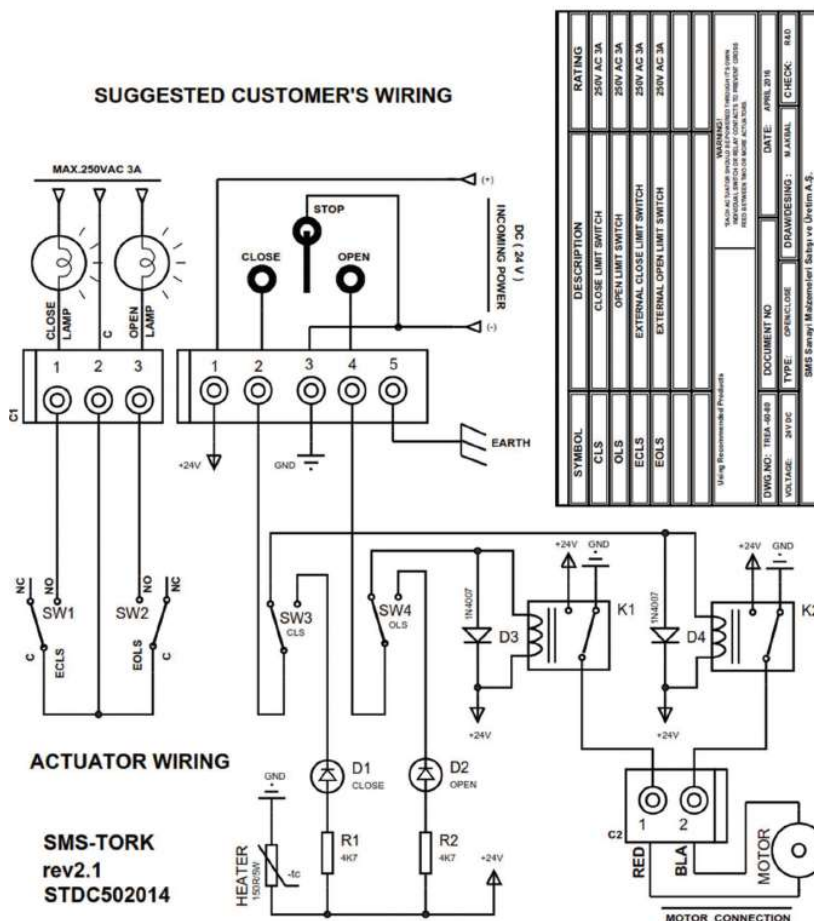 SUGGESTED CUSTOMER'S WIRING
MAX.250VAC 3A
CLOSE
LAMP
C
OPEN
LAMP
C1
1
2
3
STOP
CLOSE
OPEN
(+)
INCOMING POWER
DC ( 24 V )
(-)
1
2
3
4
5
+24V
GND
EARTH
SYMBOL
DESCRIPTION
RATING
CLS
CLOSE LIMIT SWITCH
250V AC 3A
OLS
OPEN LIMIT SWITCH
250V AC 3A
ECLS
EXTERNAL CLOSE LIMIT SWITCH
250V AC 3A
EOLS
EXTERNAL OPEN LIMIT SWITCH
250V AC 3A
Using Recommended Products
WARNING!
DWG.NO: TREA -60-80
DOCUMENT NO
DATE: APRIL 2016
VOLTAGE: 24V DC
TYPE: OPEN/CLOSE
DRAW/DESING : M.AKBAL
CHECK: R&D
SMS Sanayi Malzemeleri Satışı ve Üretim A.Ş.
NC
NO
SW1
C
ECLS
NO
NC
SW2
EOLS
C
SW3
CLS
SW4
OLS
+24V
GND
1N4007
D3
K1
+24V
+24V
GND
1N4007
D4
K2
+24V
ACTUATOR WIRING
SMS-TORK
rev2.1
STDC502014
GND
HEATER
150R/5W
-tc
D1
CLOSE
R1
4K7
D2
OPEN
R2
4K7
+24V
C2
1
2
RED
BLA
MOTOR
MOTOR CONNECTION